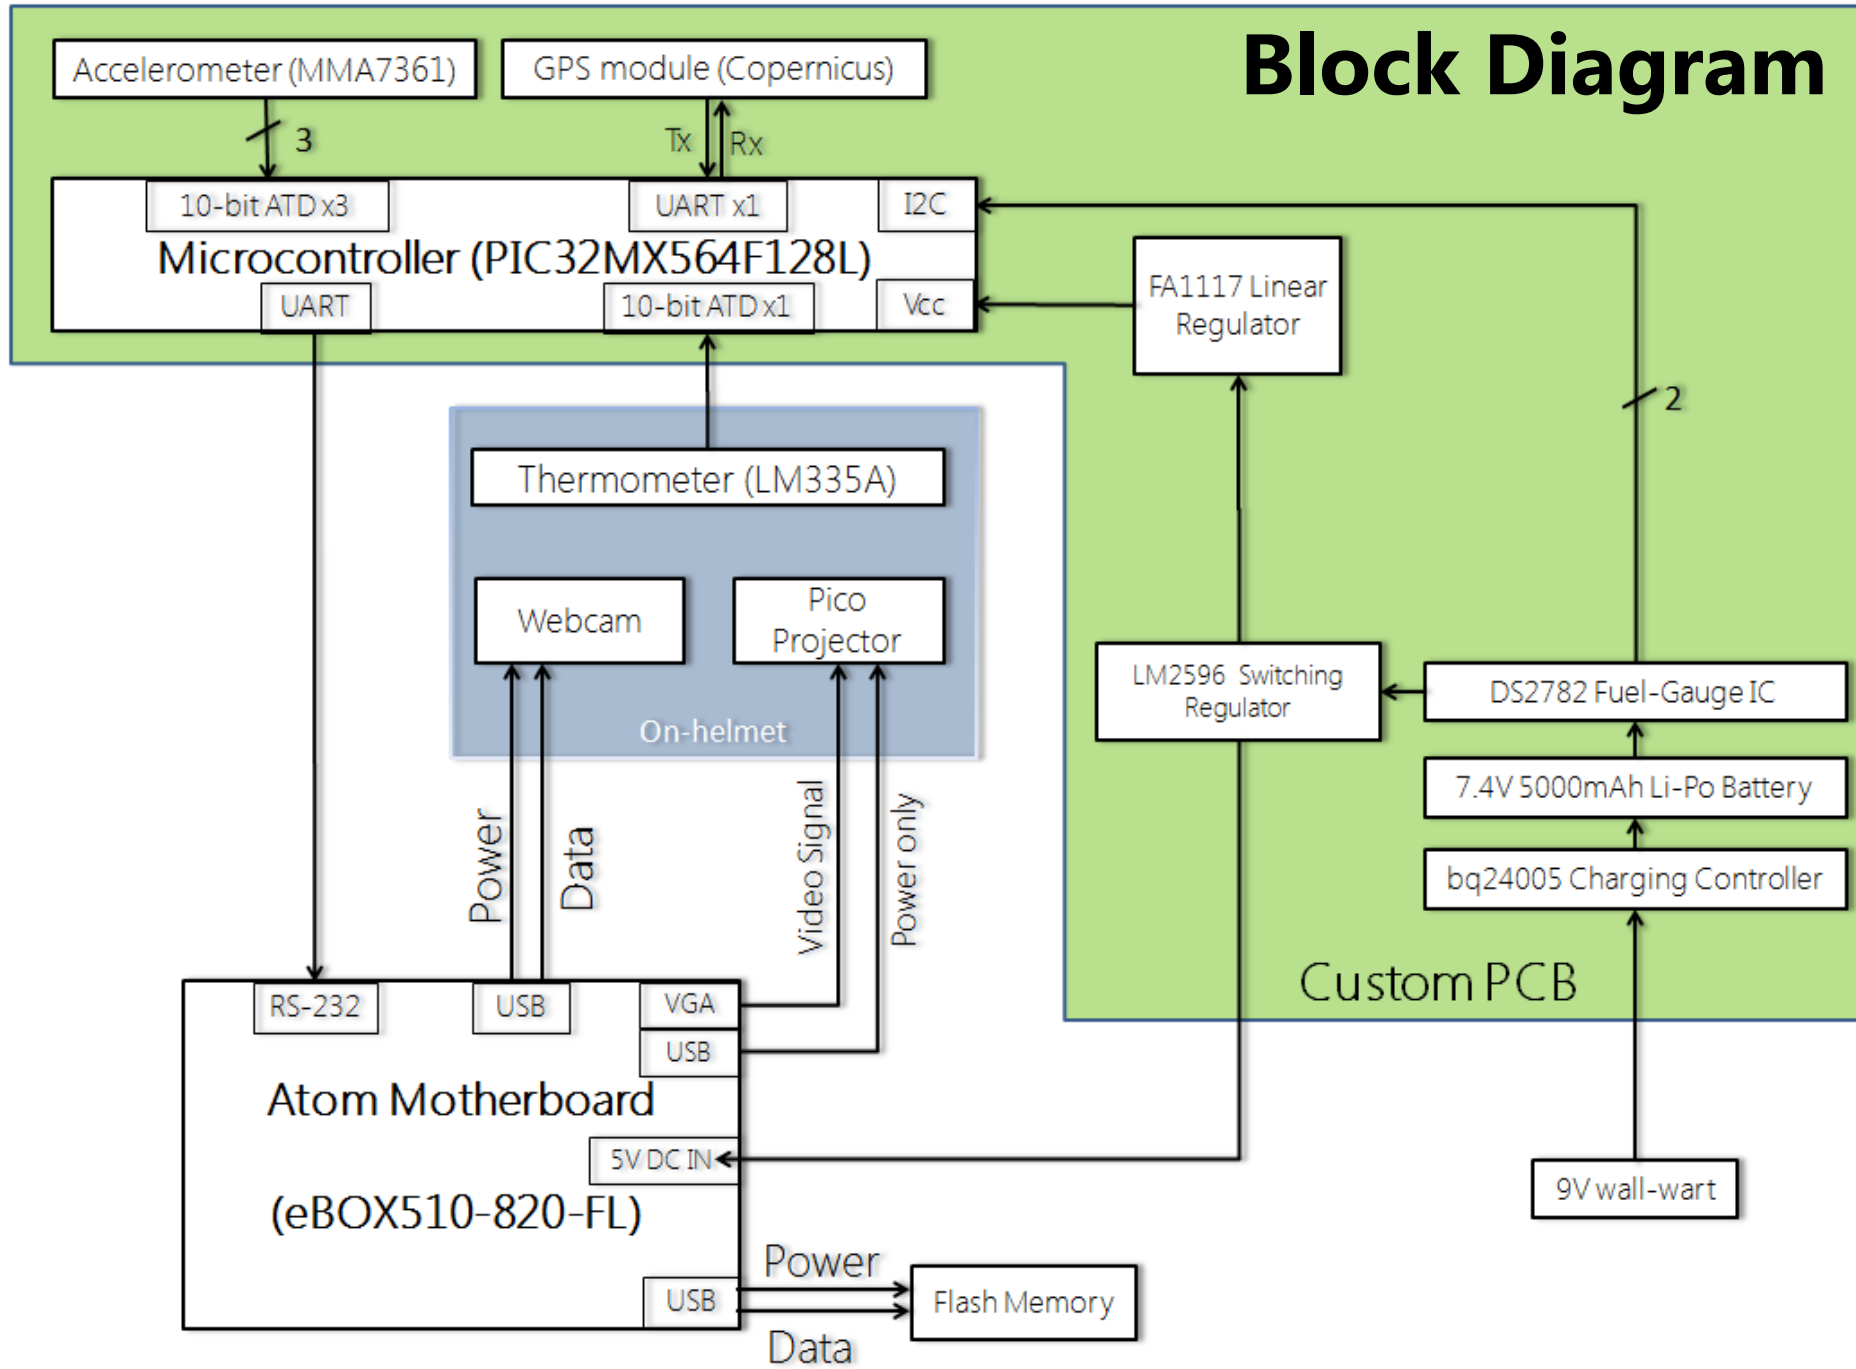 Block Diagram
Accelerometer (MMA7361)
GPS module (Copernicus)
3
Tx
Rx
10-bit ATD x3
UART x1
I2C
Microcontroller (PIC32MX564F128L)
UART
10-bit ATD x1
Vcc
FA1117 Linear
Regulator
2
Thermometer (LM335A)
Webcam
Pico
Projector
On-helmet
LM2596 Switching
Regulator
DS2782 Fuel-Gauge IC
7.4V 5000mAh Li-Po Battery
bq24005 Charging Controller
Custom PCB
Power
Data
Video Signal
Power only
RS-232
USB
VGA
USB
Atom Motherboard
5V DC IN
(eBOX510-820-FL)
9V wall-wart
USB
Power
Data
Flash Memory